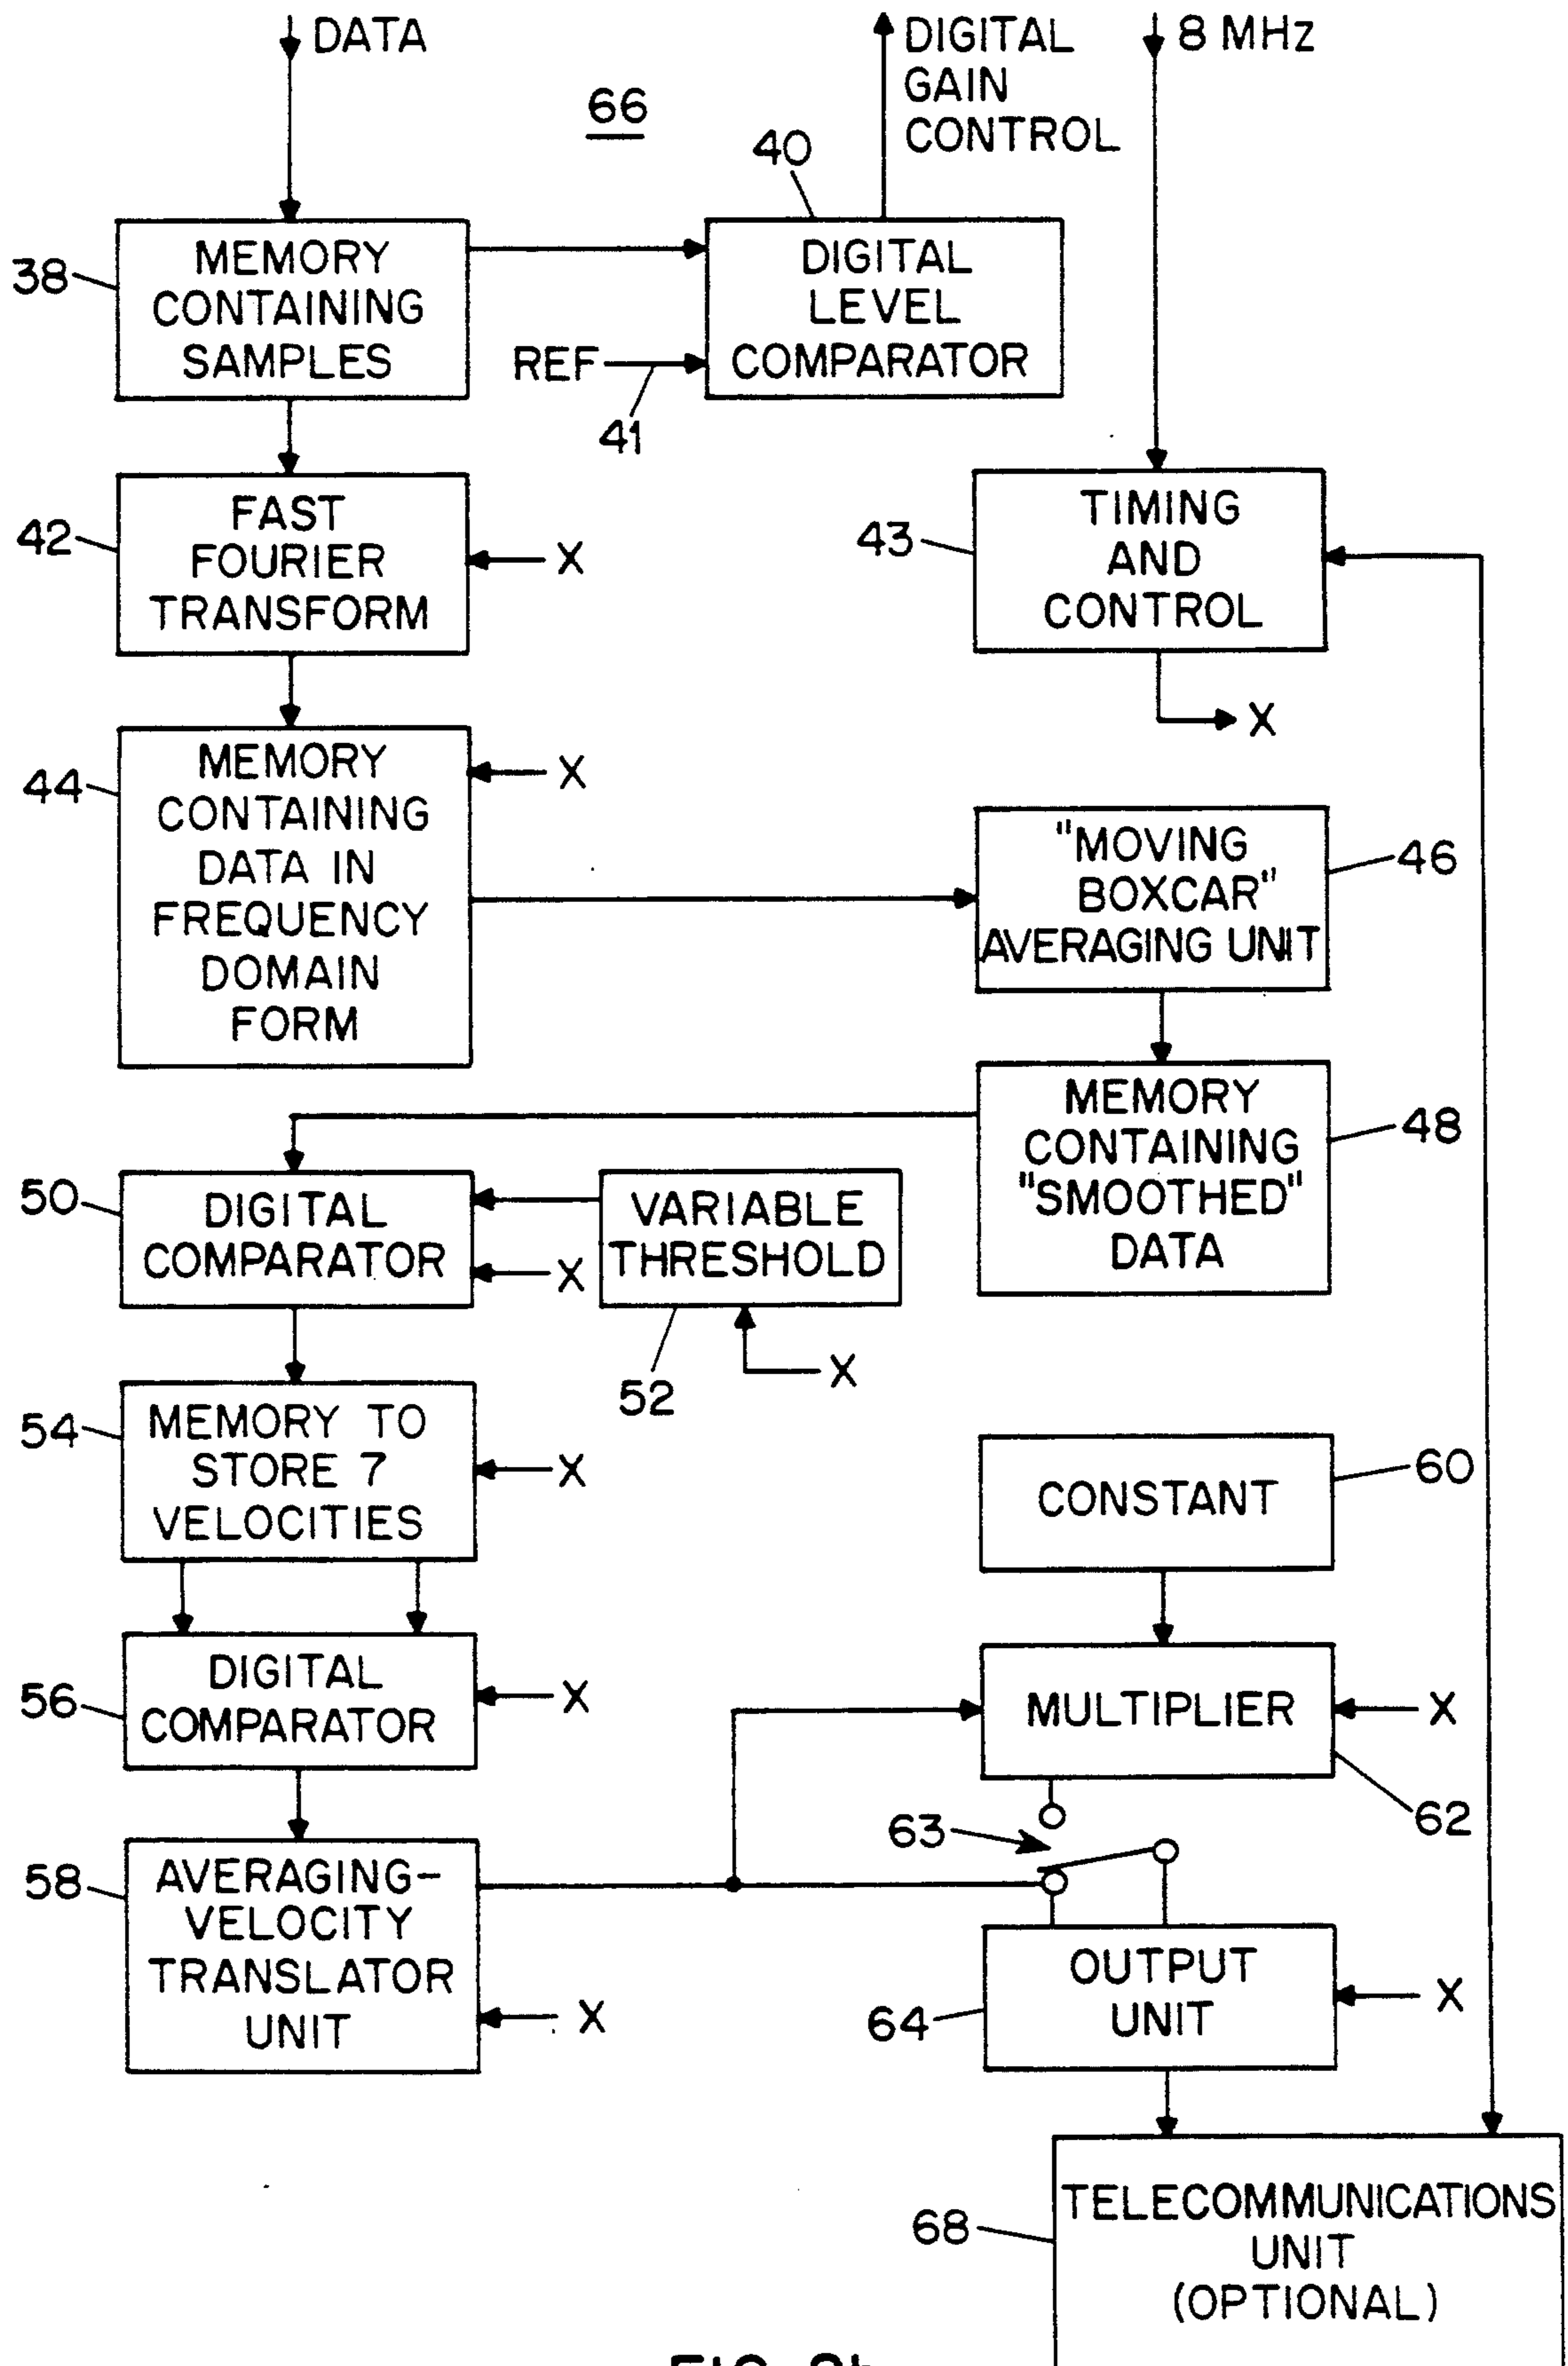 DATA
DIGITAL
GAIN
CONTROL
8 MHz
66
40
38
MEMORY
CONTAINING
SAMPLES
DIGITAL
LEVEL
COMPARATOR
REF
41
42
FAST
FOURIER
TRANSFORM
X
43
TIMING
AND
CONTROL
X
44
MEMORY
CONTAINING
DATA IN
FREQUENCY
DOMAIN
FORM
X
"MOVING
BOXCAR"
AVERAGING UNIT
46
MEMORY
CONTAINING
"SMOOTHED"
DATA
48
50
DIGITAL
COMPARATOR
X
VARIABLE
THRESHOLD
52
X
54
MEMORY TO
STORE 7
VELOCITIES
X
CONSTANT
60
56
DIGITAL
COMPARATOR
X
MULTIPLIER
X
62
63
58
AVERAGING-
VELOCITY
TRANSLATOR
UNIT
X
OUTPUT
UNIT
64
X
68
TELECOMMUNICATIONS
UNIT
(OPTIONAL)